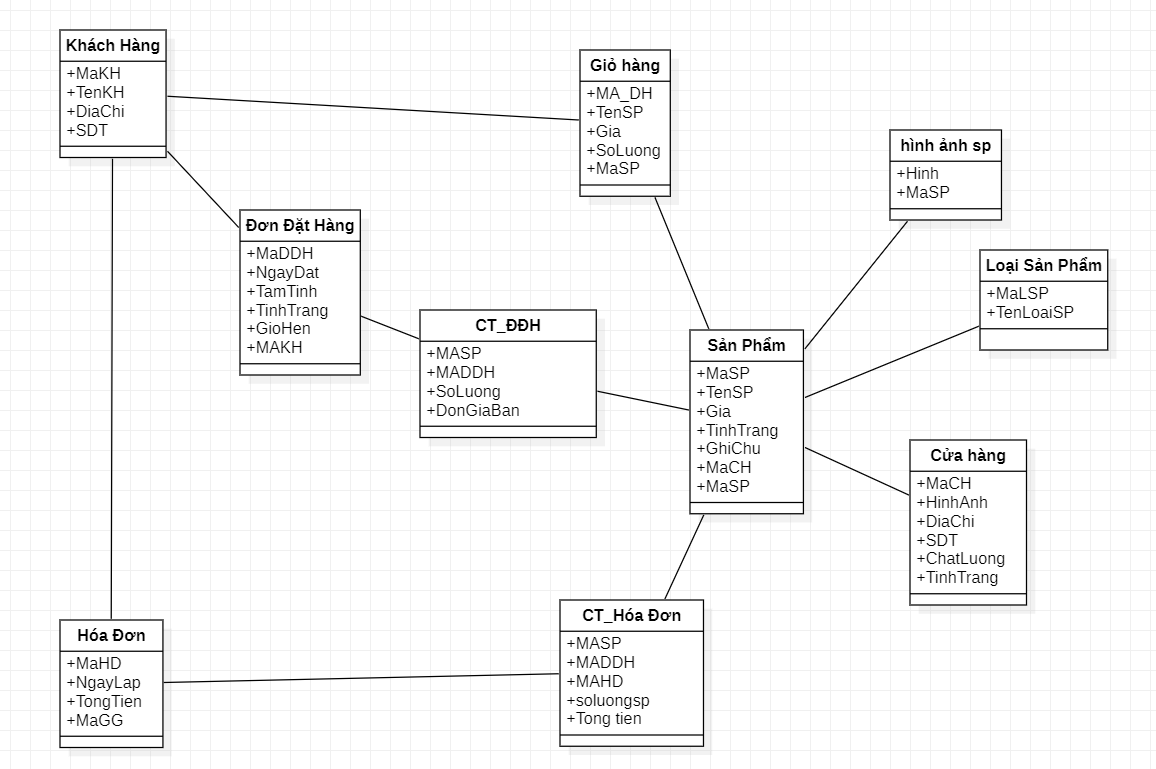 Khách Hàng
+MaKH
+TenKH
+DiaChi
+SDT
Giỏ hàng
+MA_DH
+TenSP
+Gia
+SoLuong
+MaSP
hình ảnh sp
+Hinh
+MaSP
Đơn Đặt Hàng
+MaDDH
+NgayDat
+TamTinh
+TinhTrang
+GioHen
+MAKH
Loại Sản Phẩm
+MaLSP
+TenLoaiSP
CT_ĐĐH
+MASP
+MADDH
+SoLuong
+DonGiaBan
Sản Phẩm
+MaSP
+TenSP
+Gia
+TinhTrang
+GhiChu
+MaCH
+MaSP
Cửa hàng
+MaCH
+HinhAnh
+DiaChi
+SDT
+ChatLuong
+TinhTrang
Hóa Đơn
+MaHD
+NgayLap
+TongTien
+MaGG
CT_Hóa Đơn
+MASP
+MADDH
+MAHD
+soluongsp
+Tong tien